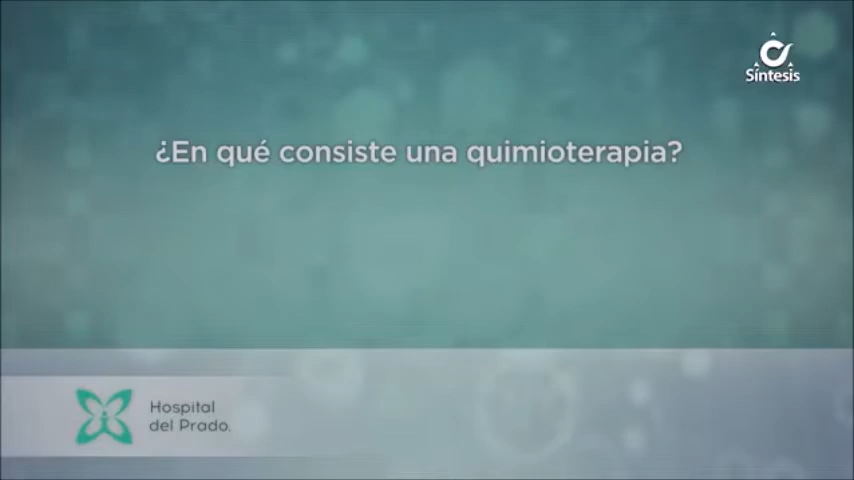 Síntesis
¿En qué consiste una quimioterapia?
Hospital
del Prado.